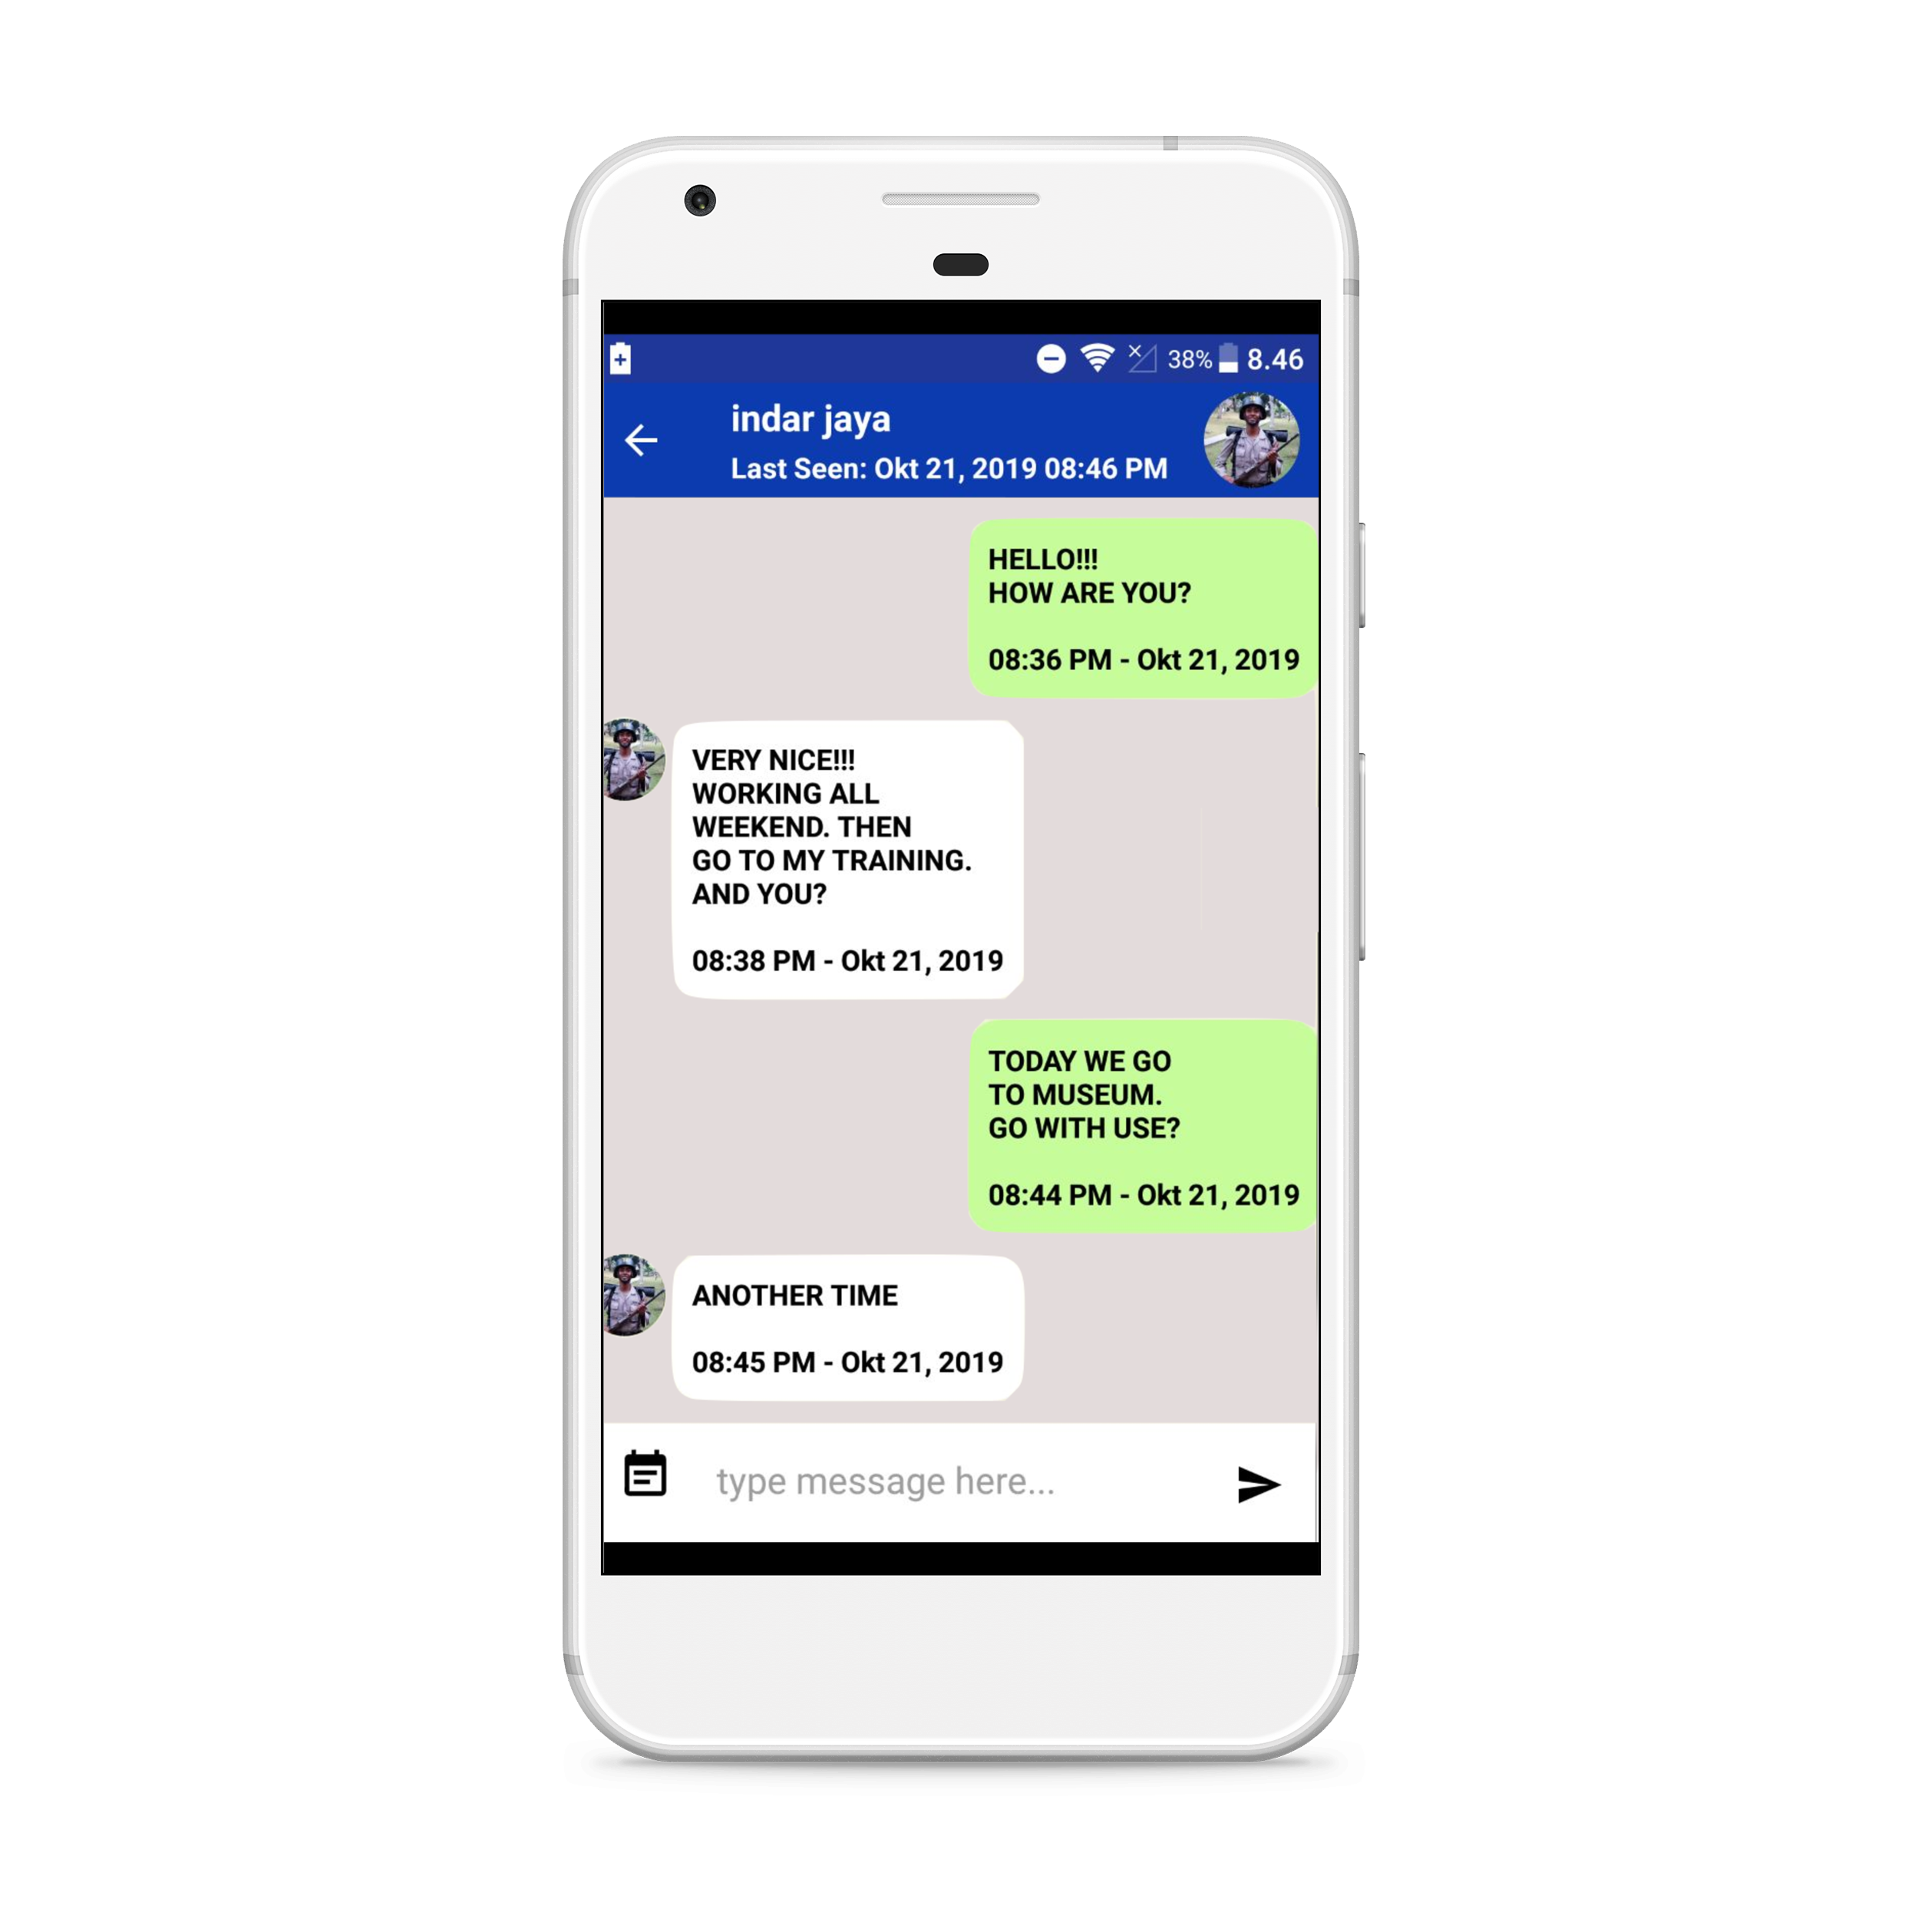 38% 8.46
indar jaya
Last Seen: Okt 21, 2019 08:46 PM
HELLO!!!
HOW ARE YOU?
08:36 PM - Okt 21, 2019
VERY NICE!!!
WORKING ALL
WEEKEND. THEN
GO TO MY TRAINING.
AND YOU?
08:38 PM - Okt 21, 2019
TODAY WE GO
TO MUSEUM.
GO WITH USE?
08:44 PM - Okt 21, 2019
ANOTHER TIME
08:45 PM - Okt 21, 2019
type message here...